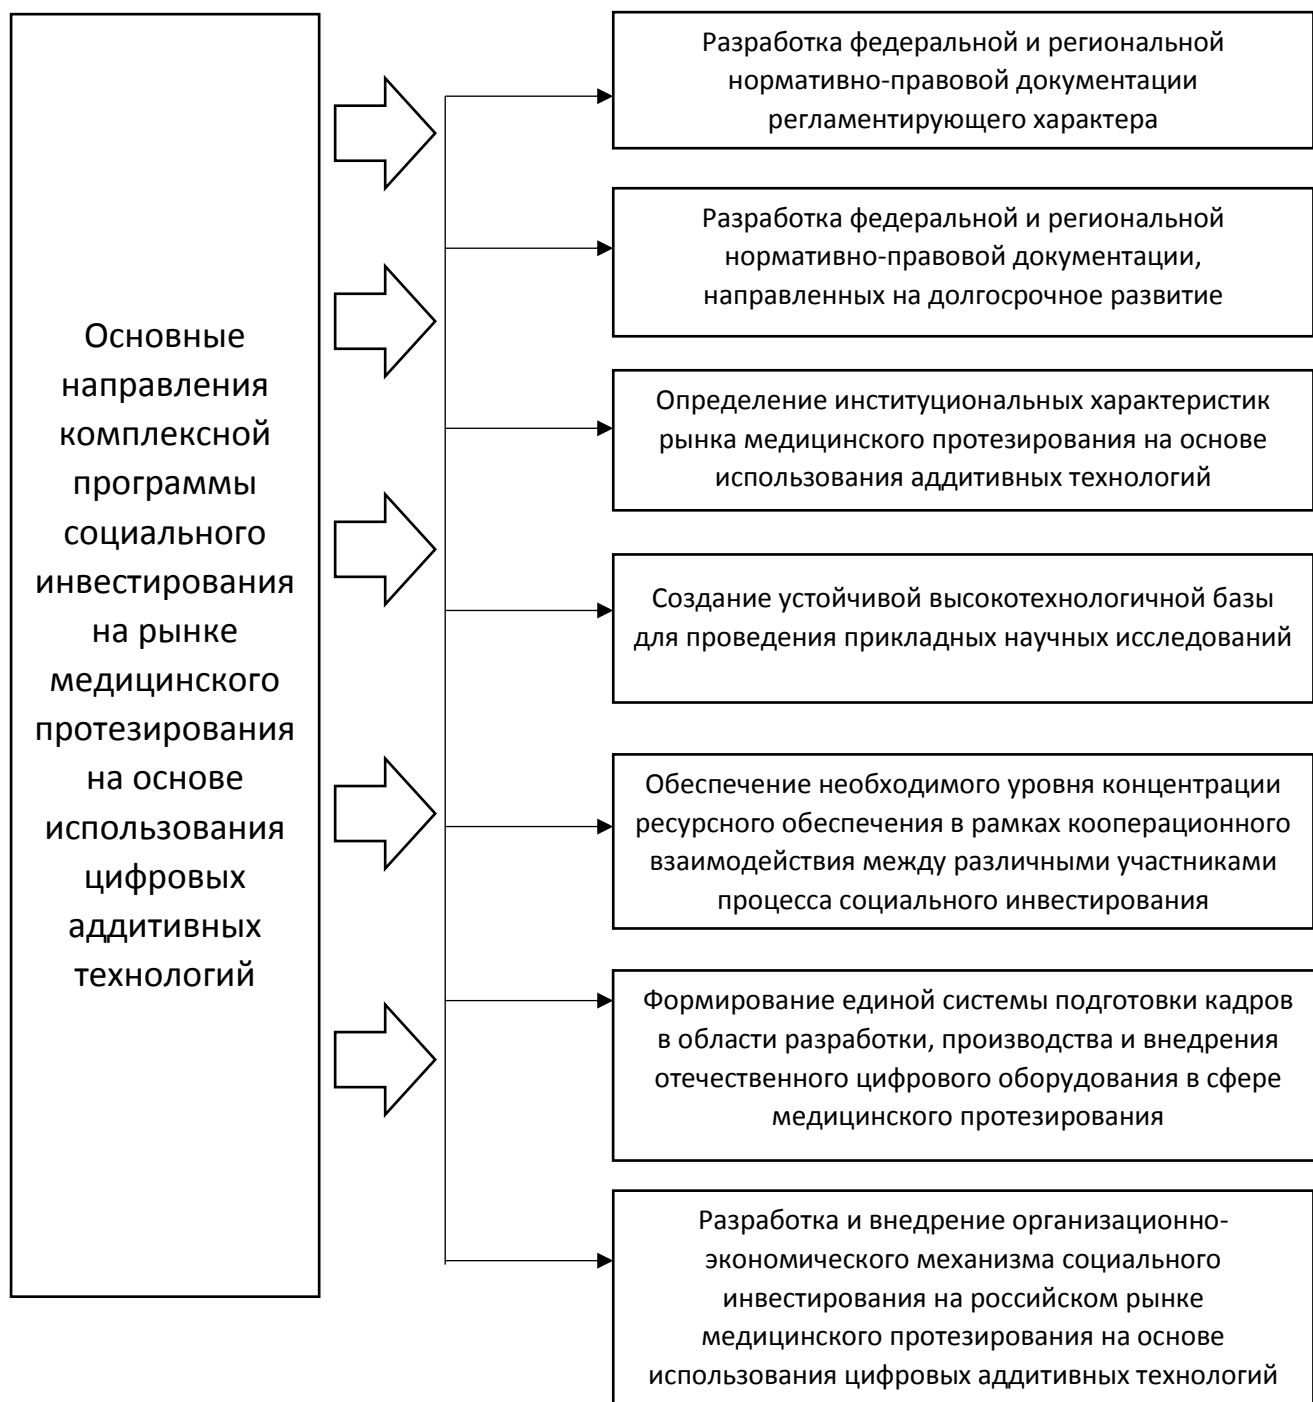 Основные
направления
комплексной
программы
социального
инвестирования
на рынке
медицинского
протезирования
на основе
использования
цифровых
аддитивных
технологий
Разработка федеральной и региональной
нормативно-правовой документации
регламентирующего характера
Разработка федеральной и региональной
нормативно-правовой документации,
направленных на долгосрочное развитие
Определение институциональных характеристик
рынка медицинского протезирования на основе
использования аддитивных технологий
Создание устойчивой высокотехнологичной базы
для проведения прикладных научных исследований
Обеспечение необходимого уровня концентрации
ресурсного обеспечения в рамках кооперационного
взаимодействия между различными участниками
процесса социального инвестирования
Формирование единой системы подготовки кадров
в области разработки, производства и внедрения
отечественного цифрового оборудования в сфере
медицинского протезирования
Разработка и внедрение организационно-
экономического механизма социального
инвестирования на российском рынке
медицинского протезирования на основе
использования цифровых аддитивных технологий